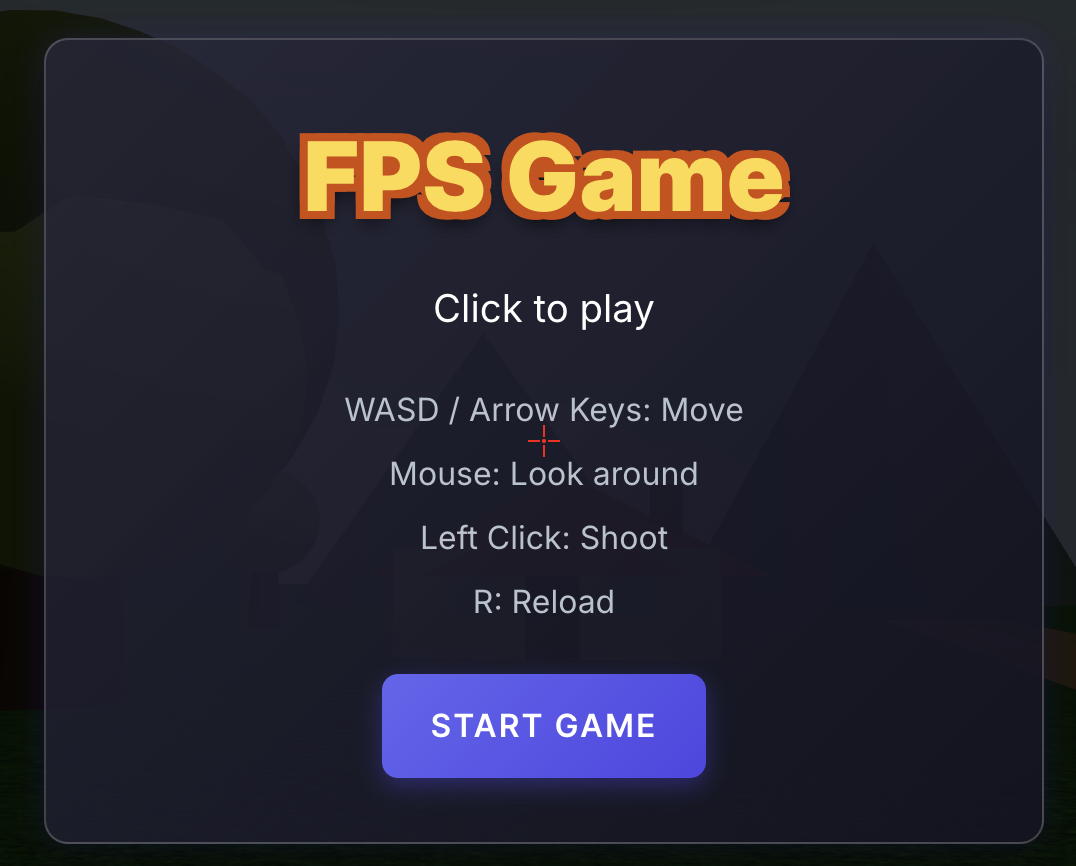 FPS Game
Click to play
WASD / Arrow Keys: Move
Mouse: Look around
Left Click: Shoot
R: Reload
START GAME